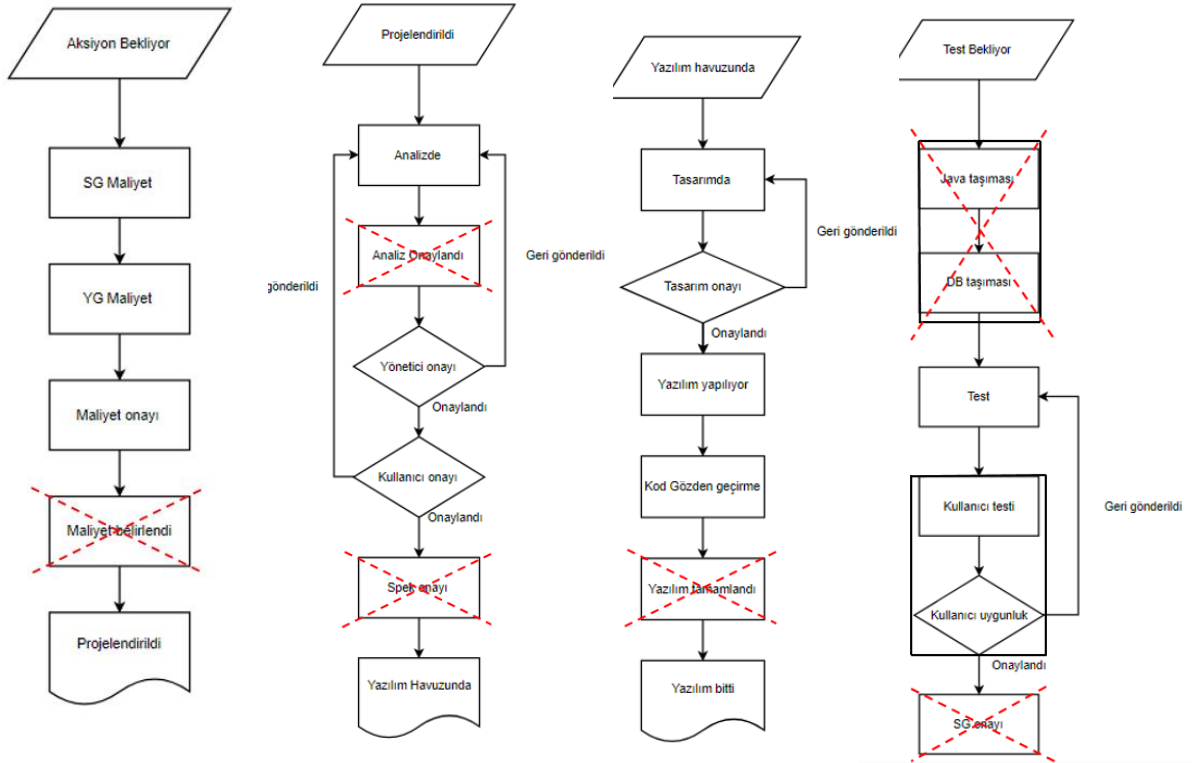 Aksiyon Bekliyor
SG Maliyet
YG Maliyet
Maliyet onayı
Maliyet belirlendi
Projelendirildi
Projelendirildi
Analizde
Analiz Onaylandı
gönderildi
Geri gönderildi
Yönetici onayı
Onaylandı
Kullanıcı onayı
Onaylandı
Spek onayı
Yazılım Havuzunda
Yazılım havuzunda
Tasarımda
Geri gönderildi
Tasarım onayı
Onaylandı
Yazılım yapılıyor
Kod Gözden geçirme
Yazılım tamamlandı
Yazılım bitti
Test Bekliyor
Java taşıması
DB taşıması
Test
Kullanıcı testi
Geri gönderildi
Kullanıcı uygunluk
Onaylandı
SG onayı